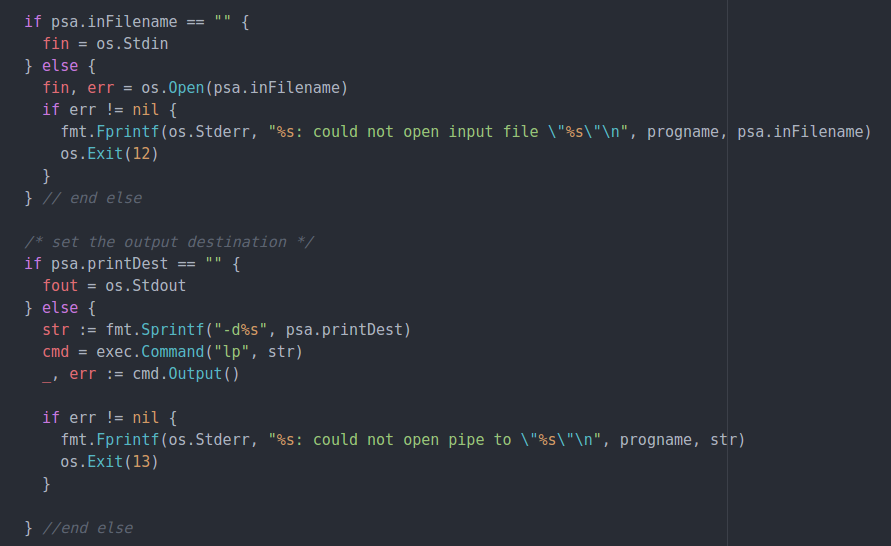 if psa.inFilename == "" {
  fin = os.Stdin
} else {
  fin, err = os.Open(psa.inFilename)
  if err != nil {
    fmt.Fprintf(os.Stderr, "%s: could not open input file \"%s\"\n", progname, psa.inFilename)
    os.Exit(12)
  }
} // end else

/* set the output destination */
if psa.printDest == "" {
  fout = os.Stdout
} else {
  str := fmt.Sprintf("-d%s", psa.printDest)
  cmd = exec.Command("lp", str)
  _, err := cmd.Output()

  if err != nil {
    fmt.Fprintf(os.Stderr, "%s: could not open pipe to \"%s\"\n", progname, str)
    os.Exit(13)
  }

} //end else